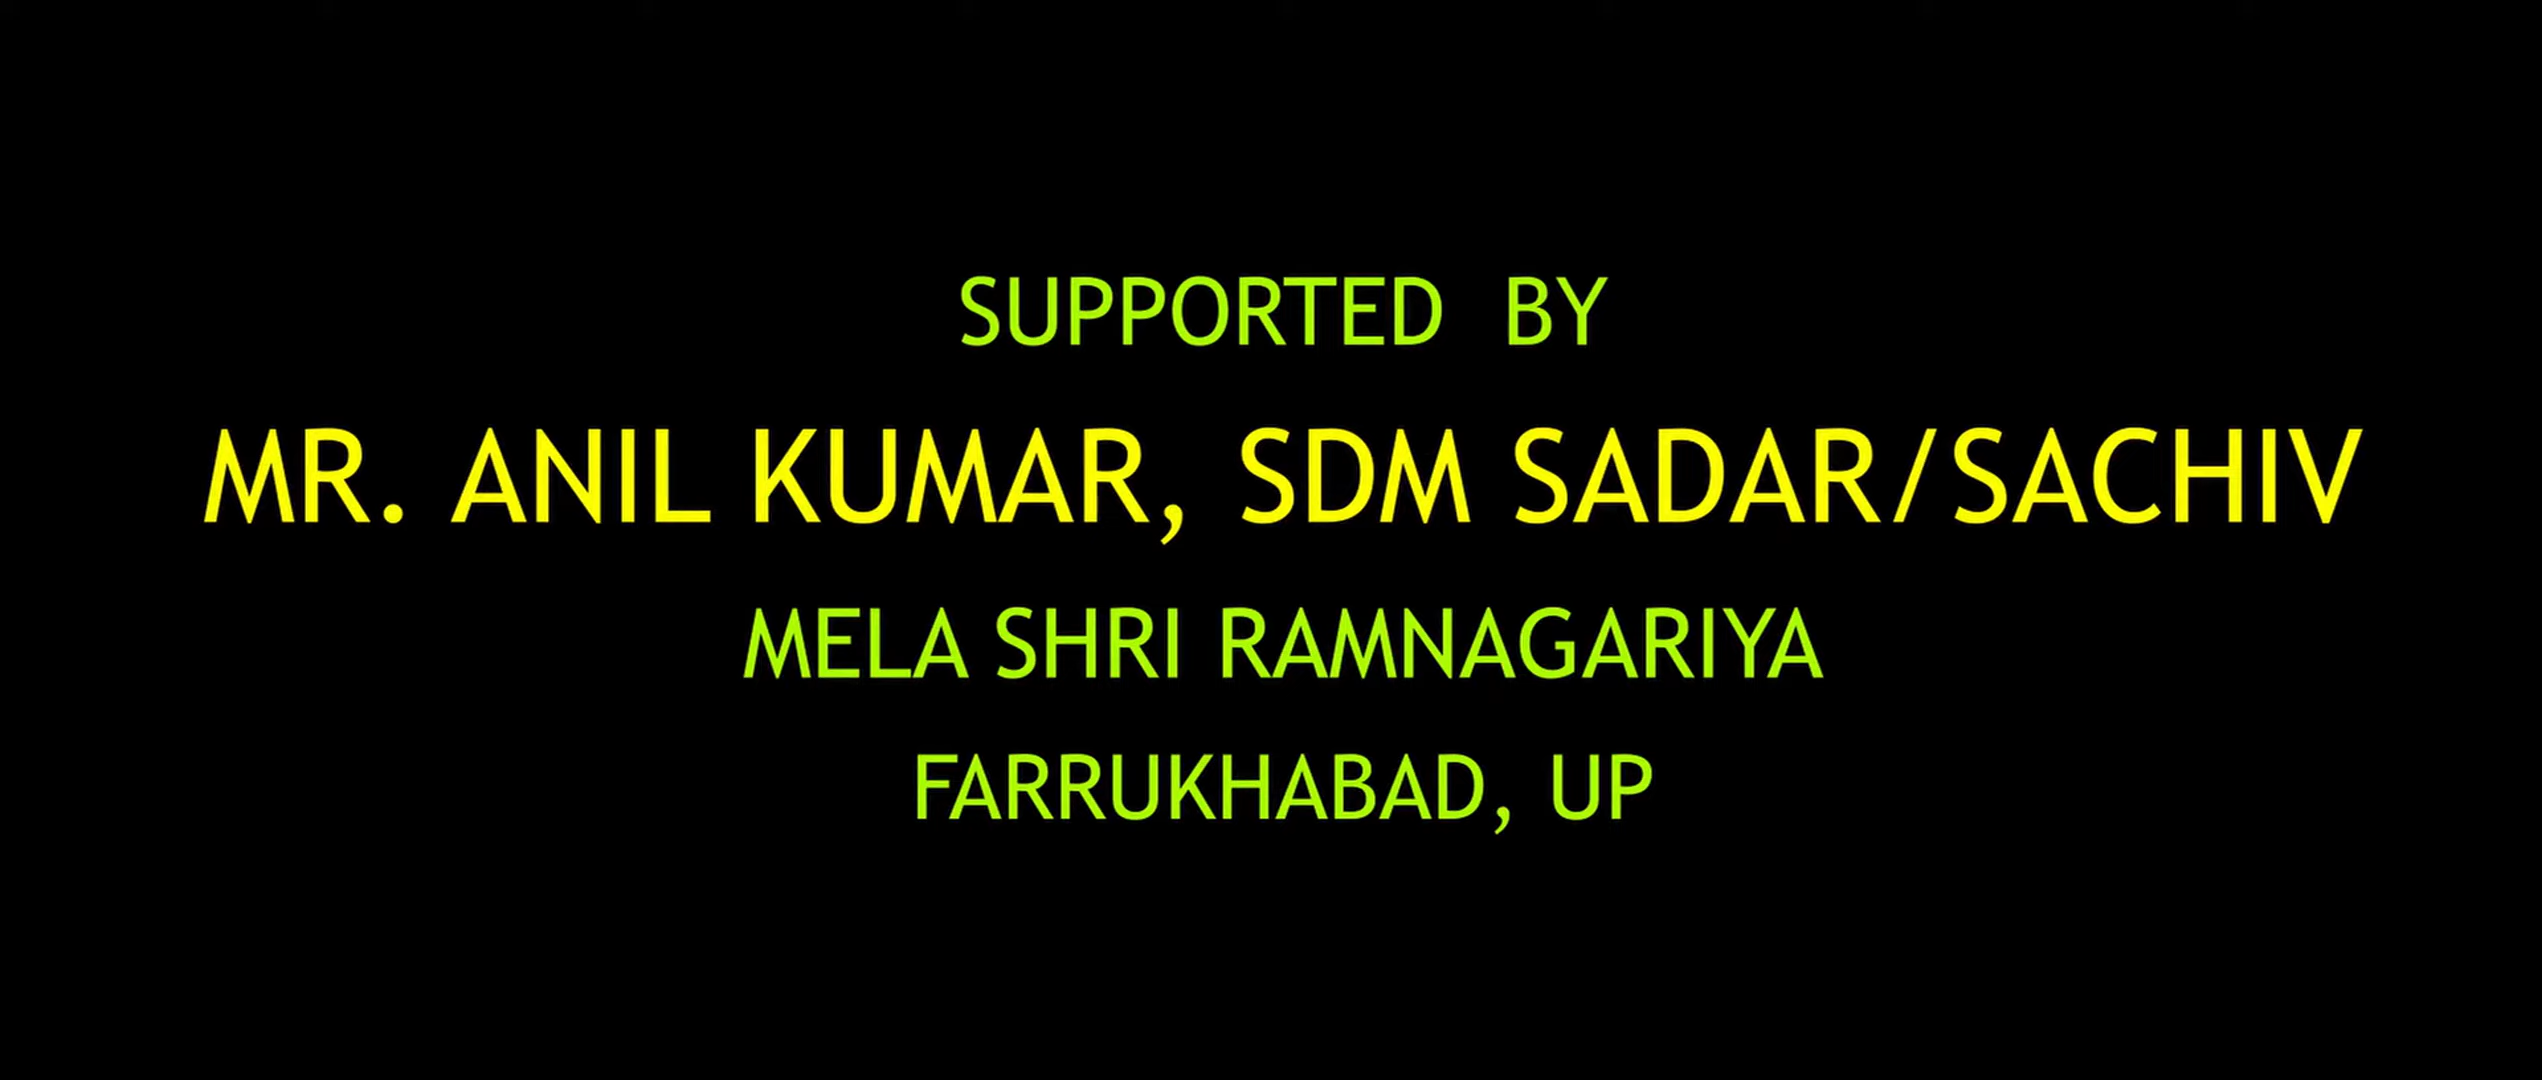 SUPPORTED BY
MR. ANIL KUMAR, SDM SADAR/SACHIV
MELA SHRI RAMNAGARIYA
FARRUKHABAD, UP